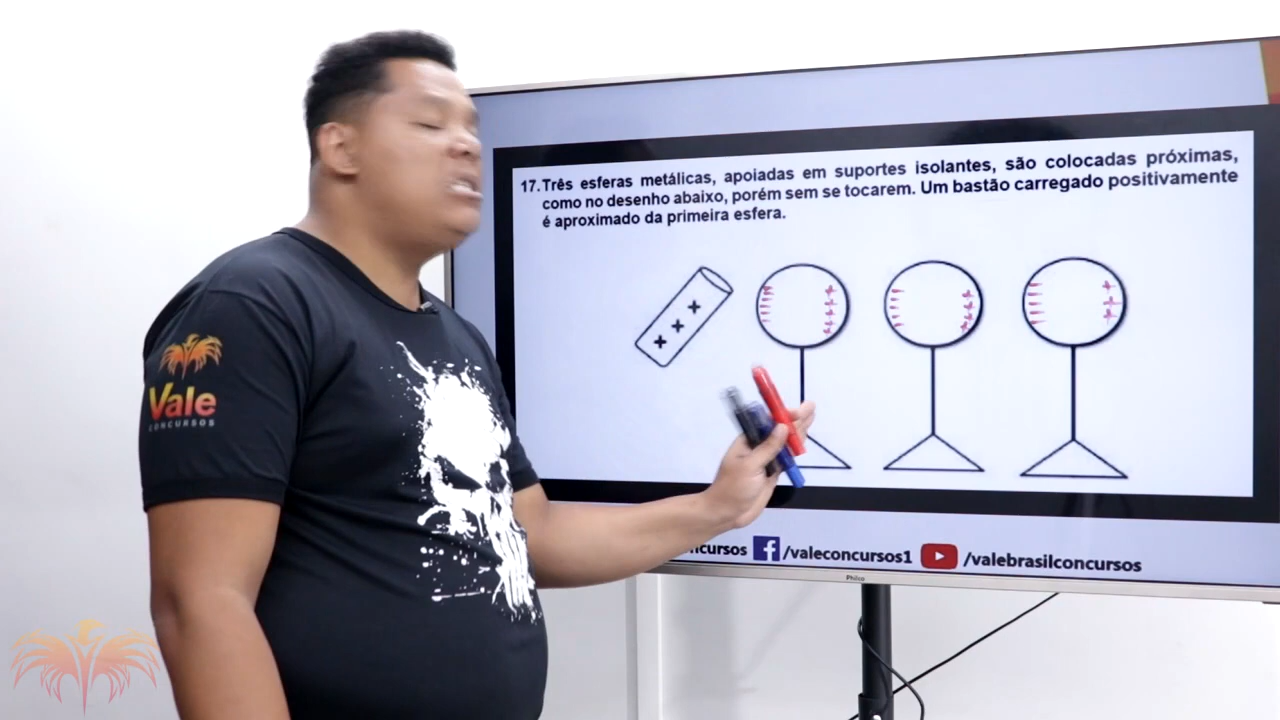 17. Três esferas metálicas, apoiadas em suportes isolantes, são colocadas próximas,
como no desenho abaixo, porém sem se tocarem. Um bastão carregado positivamente
é aproximado da primeira esfera.
+ + +
Vale
CONCURSOS
/valeconcursos1
/valebrasilconcursos
Philco